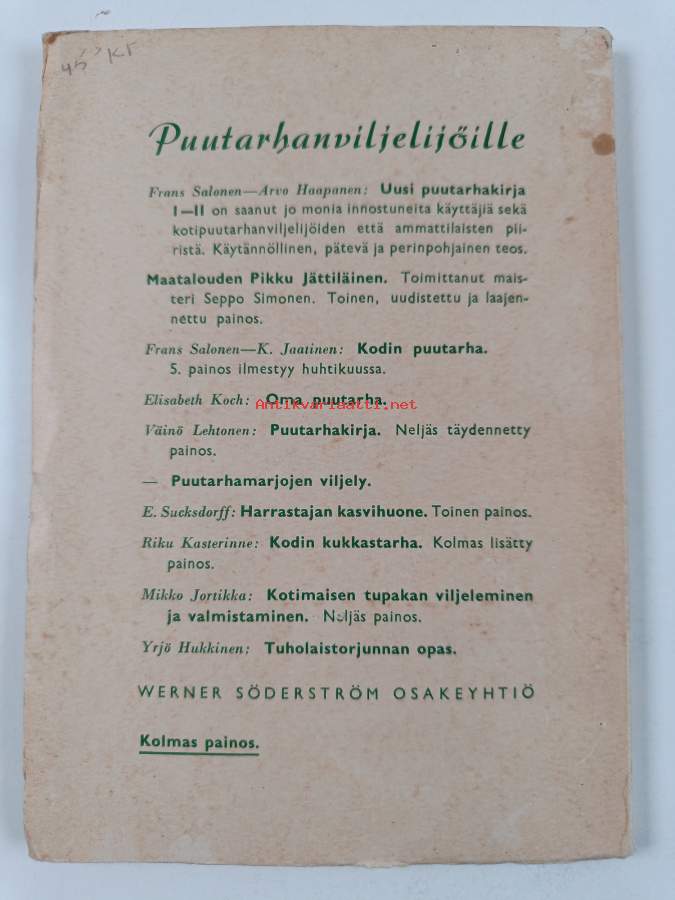 45 kr
Puutarhanviljelijöille
Frans Salonen—Arvo Haapanen: Uusi puutarhakirja
I—II on saanut jo monia innostuneita käyttäjiä sekä
kotipuutarhanviljelijöiden että ammattilaisten pii-
ristä. Käytännöllinen, pätevä ja perinpohjainen teos.
Maatalouden Pikku Jättiläinen. Toimittanut mais-
teri Seppo Simonen. Toinen, uudistettu ja laajen-
nettu painos.
Frans Salonen—K. Jaatinen: Kodin puutarha.
5. painos ilmestyy huhtikuussa.
Elisabeth Koch: Oma puutarha.
Antikvariaatti.net
Väinö Lehtonen: Puutarhakirja. Neljäs täydennetty
painos.
— Puutarhamarjojen viljely.
E. Sucksdorff: Harrastajan kasvihuone. Toinen painos.
Riku Kasterinne: Kodin kukkastarha. Kolmas lisätty
painos.
Mikko Jortikka: Kotimaisen tupakan viljeleminen
ja valmistaminen. Neljäs painos.
Yrjö Hukkinen: Tuholaistorjunnan opas.
WERNER SÖDERSTRÖM OSAKEYHTIÖ
Kolmas painos.